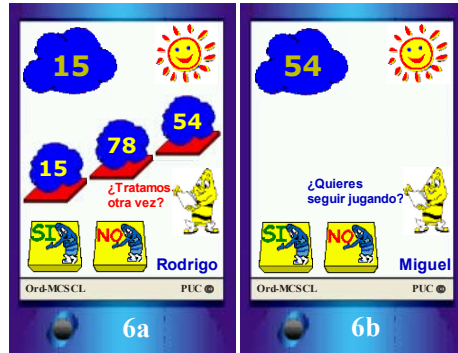 15
54
78
15
¿Tratamos
otra vez?
SI NO
Rodrigo
Ord-MCSCL PUC ©
6a
54
¿Quieres
seguir jugando?
SI NO
Miguel
Ord-MCSCL PUC ©
6b